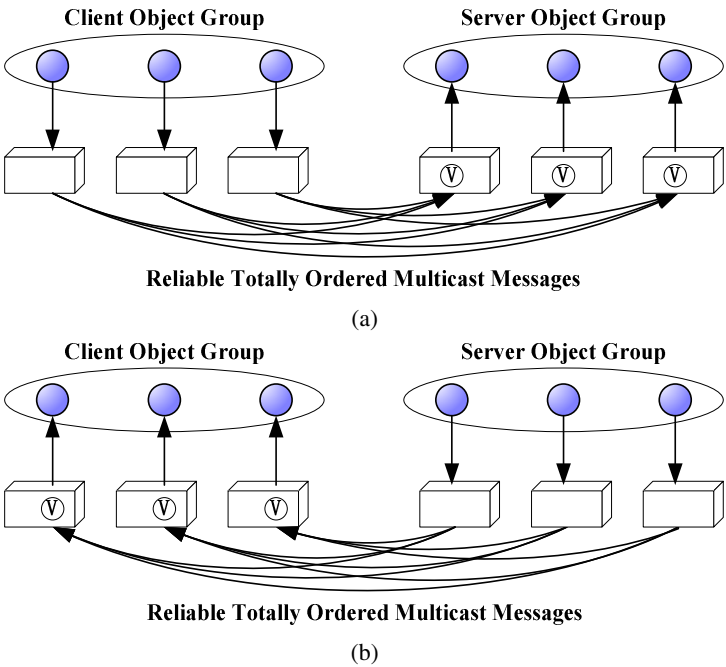 Client Object Group
Server Object Group
V V V
Reliable Totally Ordered Multicast Messages
(a)
Client Object Group
Server Object Group
V V V
Reliable Totally Ordered Multicast Messages
(b)